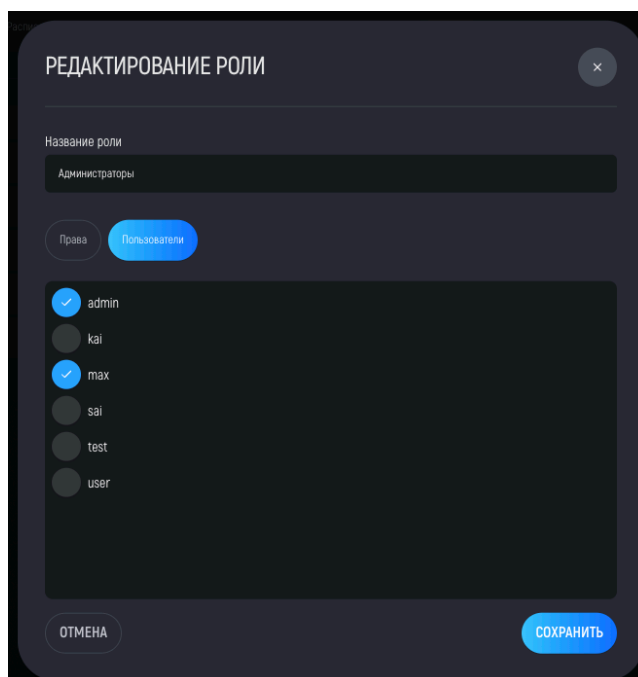 РЕДАКТИРОВАНИЕ РОЛИ
Название роли
Администраторы
Права Пользователи
admin
kai
max
sai
test
user
ОТМЕНА СОХРАНИТЬ